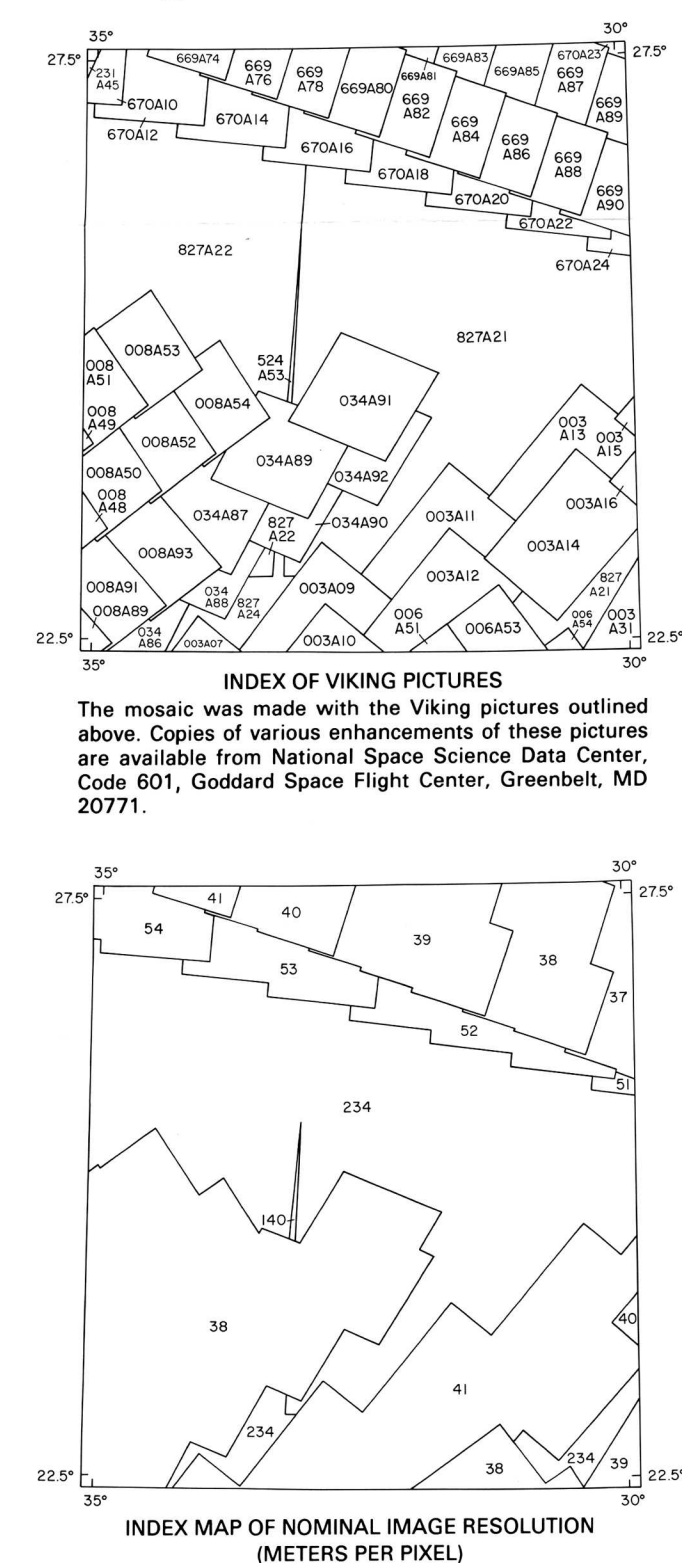 35° 30°
27.5° 27.5°
231 A45
669A74
669 A76
669 A78
669A80
669A81
669 A82
669A83
669A85
670A23
669 A87
669 A89
670A10
670A12
670A14
670A16
669 A84
669 A86
669 A88
669 A90
670A18
670A20
670A22
670A24
827A22
827A21
008A53
008 A51
524 A53
008A54
034A91
008 A49
008A52
003 A13
003 A15
008A50
034A89
034A92
008 A48
034A87
827 A22
034A90
003A11
003A16
008A93
003A14
008A91
034 A88
827 A24
003A09
003A12
827 A21
008A89
034 A86
003A07
003A10
006 A51
006A53
006 A54
003 A31
22.5° 22.5°
35° 30°
INDEX OF VIKING PICTURES
The mosaic was made with the Viking pictures outlined
above. Copies of various enhancements of these pictures
are available from National Space Science Data Center,
Code 601, Goddard Space Flight Center, Greenbelt, MD
20771.
35° 30°
27.5° 27.5°
41
40
54
39
38
53
37
52
51
234
140
38
40
41
234
38
234
39
22.5° 22.5°
35° 30°
INDEX MAP OF NOMINAL IMAGE RESOLUTION
(METERS PER PIXEL)